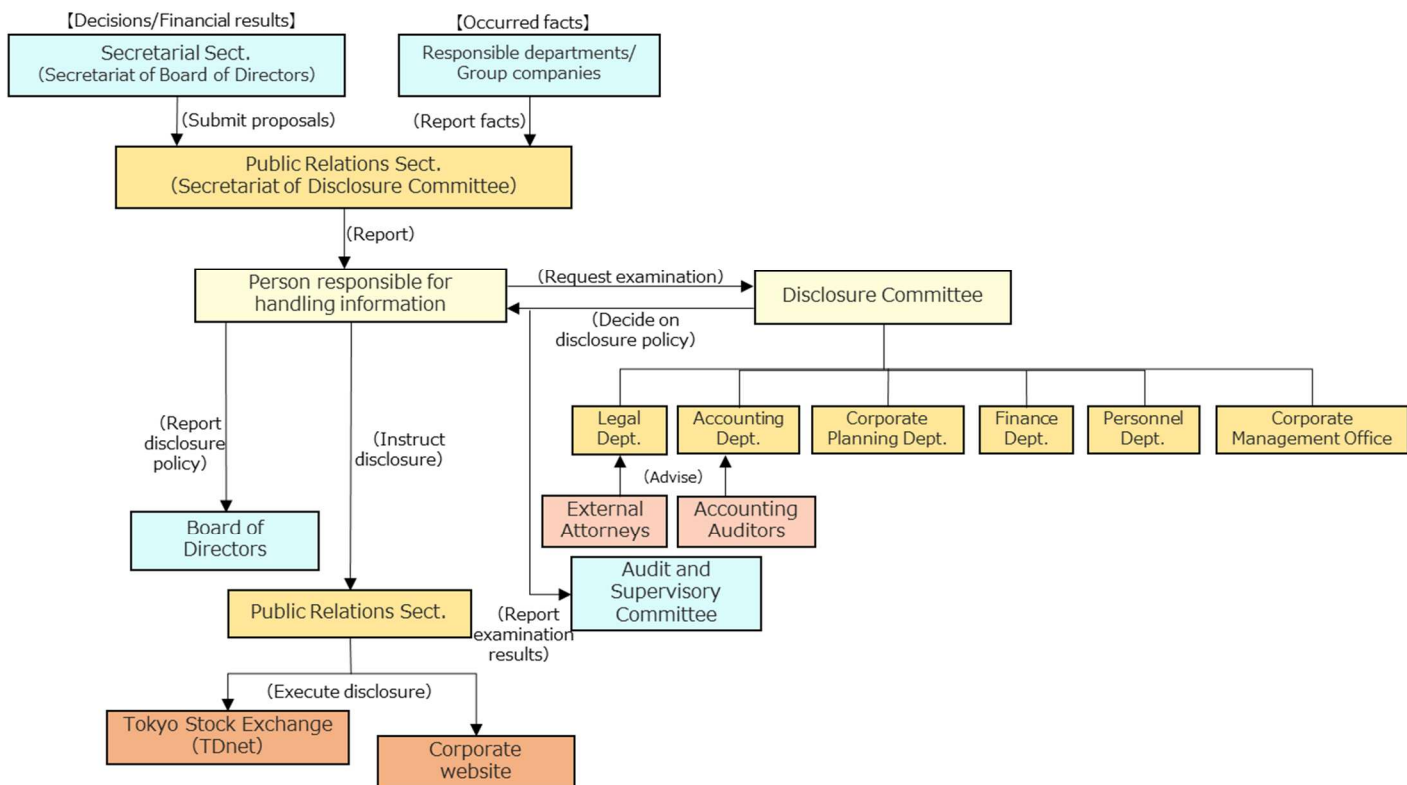 【Decisions/Financial results】
【Occurred facts】
Secretarial Sect.
(Secretariat of Board of Directors)
Responsible departments/
Group companies
(Submit proposals)
(Report facts)
Public Relations Sect.
(Secretariat of Disclosure Committee)
(Report)
Person responsible for
handling information
(Request examination)
Disclosure Committee
(Decide on
disclosure policy)
Legal
Dept.
Accounting
Dept.
Corporate
Planning Dept.
Finance
Dept.
Personnel
Dept.
Corporate
Management Office
(Report
disclosure
policy)
(Instruct
disclosure)
(Advise)
External
Attorneys
Accounting
Auditors
Board of
Directors
Audit and
Supervisory
Committee
Public Relations Sect.
(Report
examination
results)
(Execute disclosure)
Tokyo Stock Exchange
(TDnet)
Corporate
website